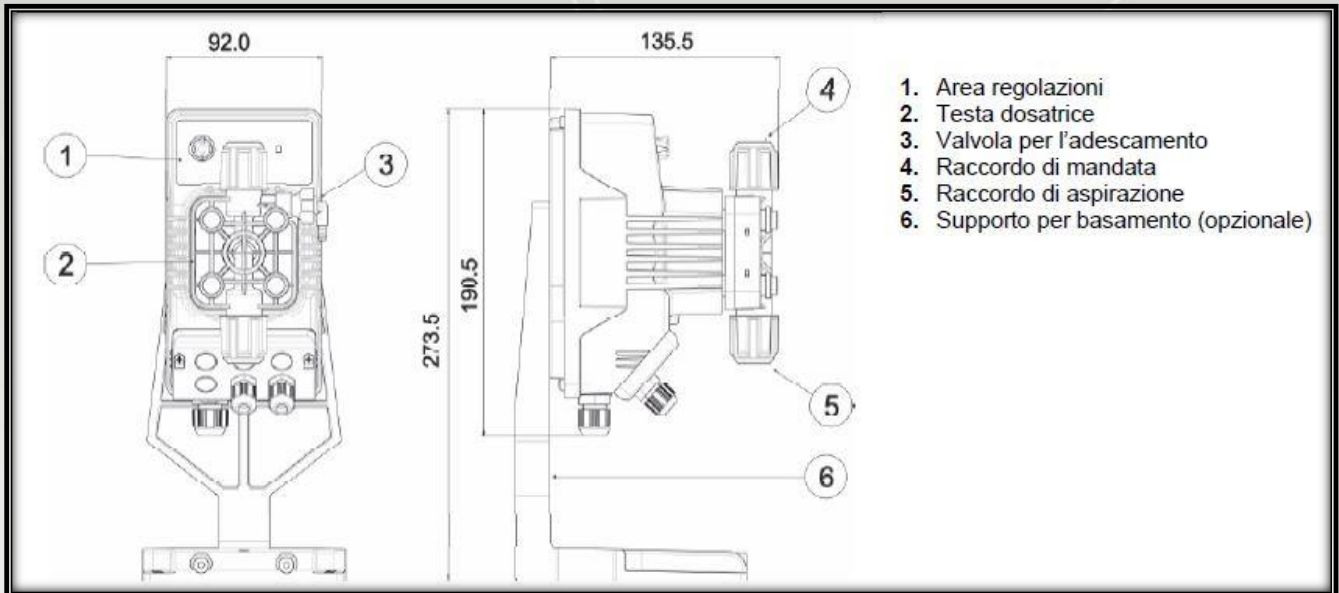 92.0
135.5
1
2
3
190.5
273.5
4
5
6
1. Area regolazioni
2. Testa dosatrice
3. Valvola per l'adescamento
4. Raccordo di mandata
5. Raccordo di aspirazione
6. Supporto per basamento (opzionale)